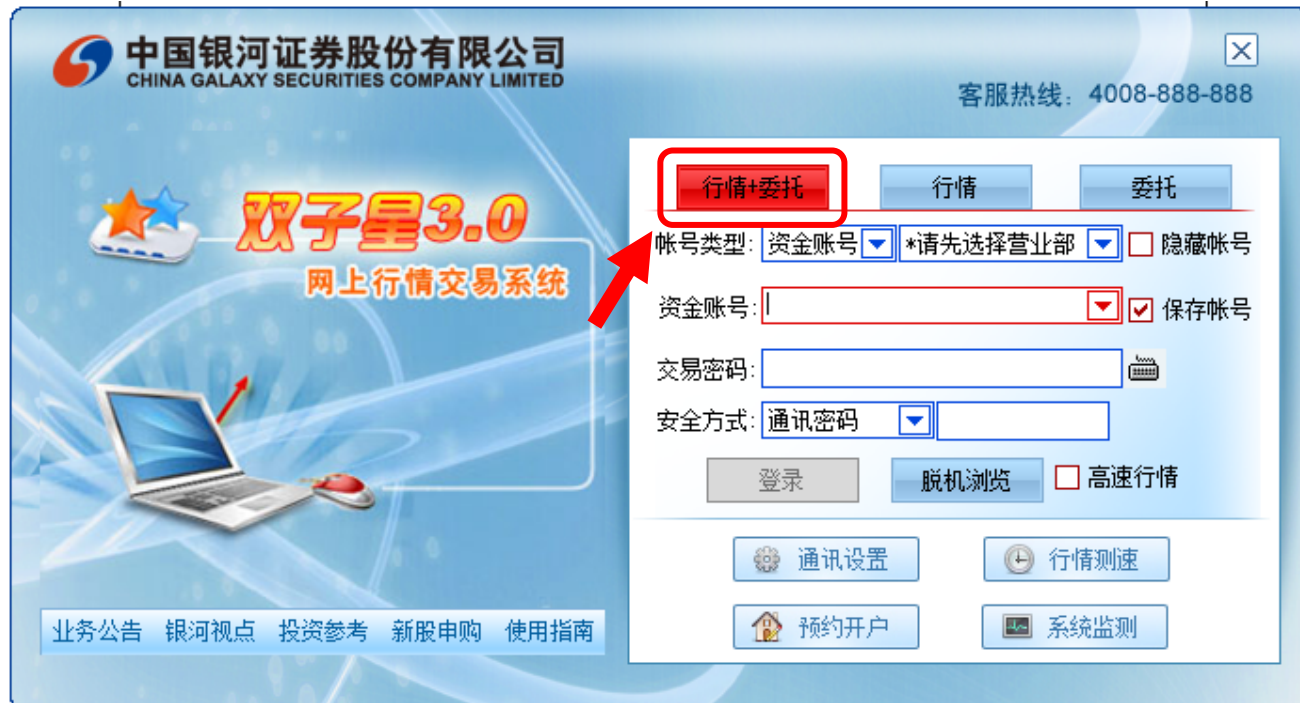 中国银河证券股份有限公司
CHINA GALAXY SECURITIES COMPANY LIMITED
客服热线：4008-888-888
双子星3.0
网上行情交易系统
行情+委托 行情 委托
帐号类型: 资金账号 *请先选择营业部 隐藏帐号
资金账号: 保存帐号
交易密码:
安全方式: 通讯密码
登录 脱机浏览 高速行情
通讯设置 行情测速
预约开户 系统监测
业务公告 银河视点 投资参考 新股申购 使用指南